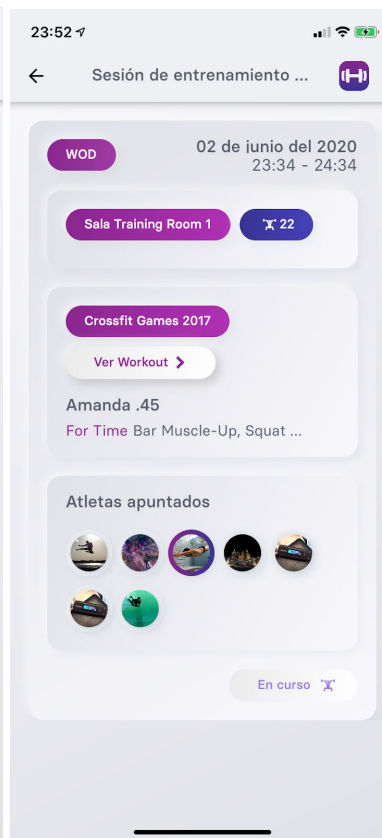 23:52
Sesión de entrenamiento ...
WOD
02 de junio del 2020
23:34 - 24:34
Sala Training Room 1
22
Crossfit Games 2017
Ver Workout
Amanda .45
For Time Bar Muscle-Up, Squat ...
Atletas apuntados
En curso